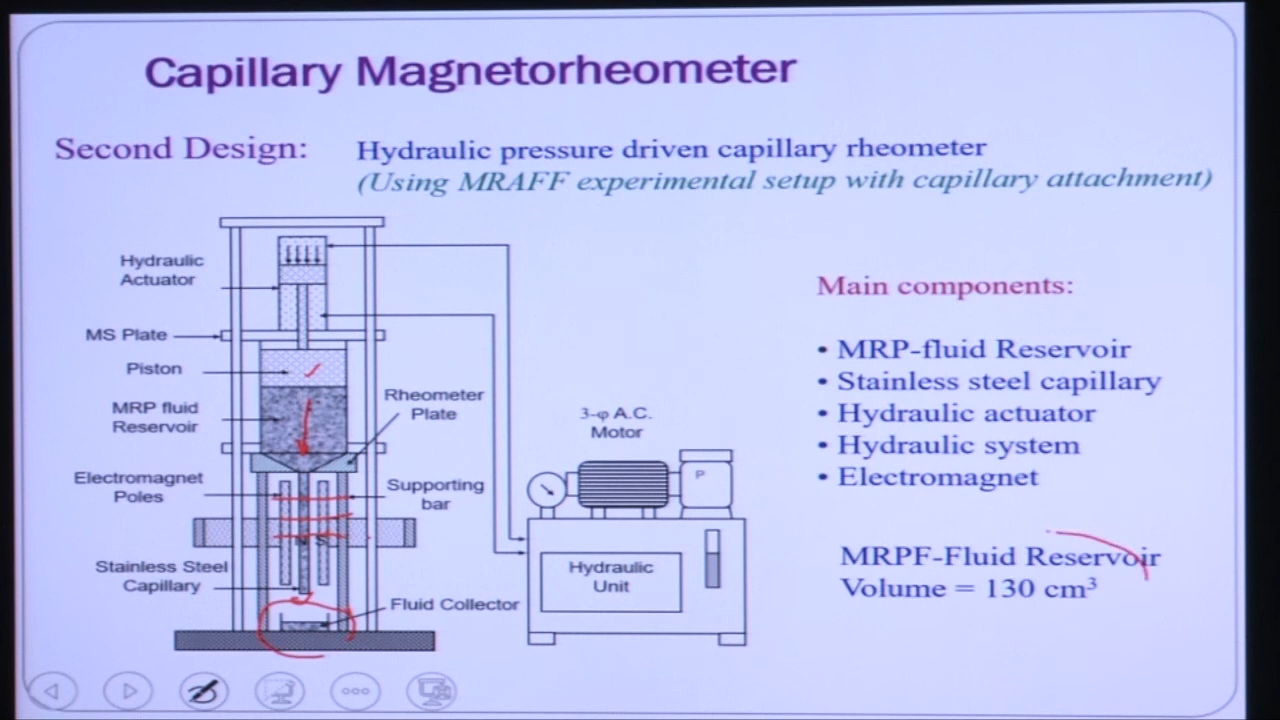 Capillary Magnetorheometer
Second Design: Hydraulic pressure driven capillary rheometer
(Using MRAFF experimental setup with capillary attachment)
Hydraulic
Actuator
MS Plate
Piston
MRP fluid
Reservoir
Electromagnet
Poles
Stainless Steel
Capillary
Rheometer
Plate
Supporting
bar
S
Fluid Collector
3-φ A.C.
Motor
P
Hydraulic
Unit
Main components:
• MRP-fluid Reservoir
• Stainless steel capillary
• Hydraulic actuator
• Hydraulic system
• Electromagnet
MRPF-Fluid Reservoir
Volume = 130 cm³